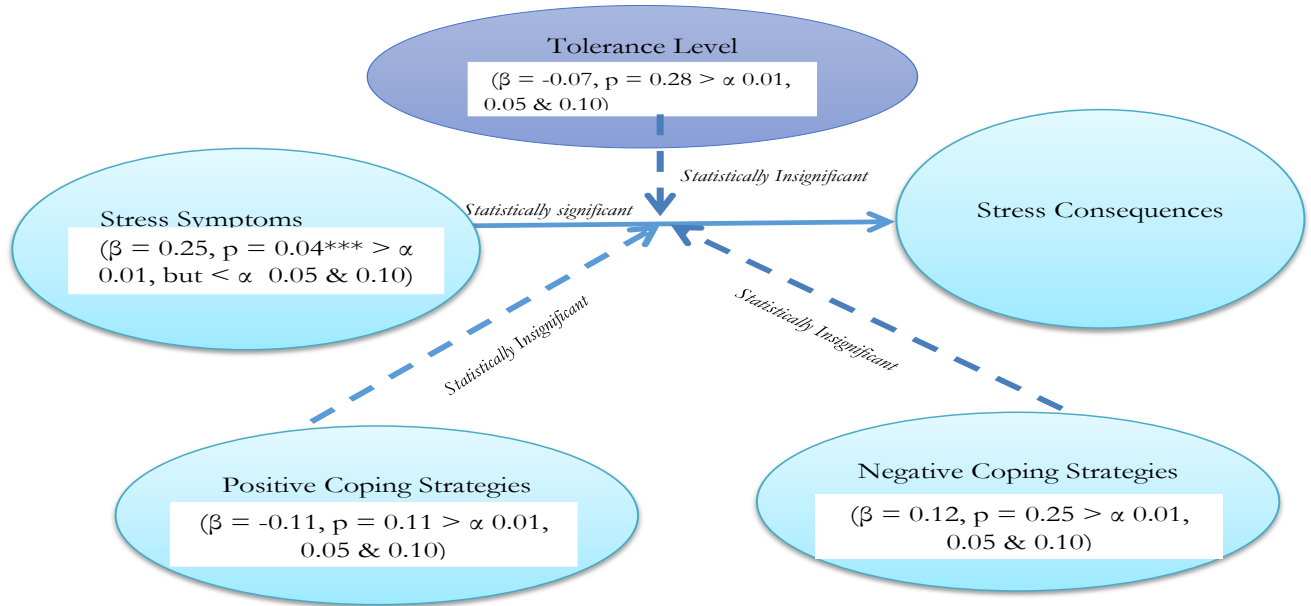 Tolerance Level
(β = -0.07, p = 0.28 > α 0.01,
0.05 & 0.10)
Statistically Insignificant
Statistically significant
Stress Symptoms
(β = 0.25, p = 0.04*** > α
0.01, but < α 0.05 & 0.10)
Stress Consequences
Statistically Insignificant
Statistically Insignificant
Positive Coping Strategies
(β = -0.11, p = 0.11 > α 0.01,
0.05 & 0.10)
Negative Coping Strategies
(β = 0.12, p = 0.25 > α 0.01,
0.05 & 0.10)